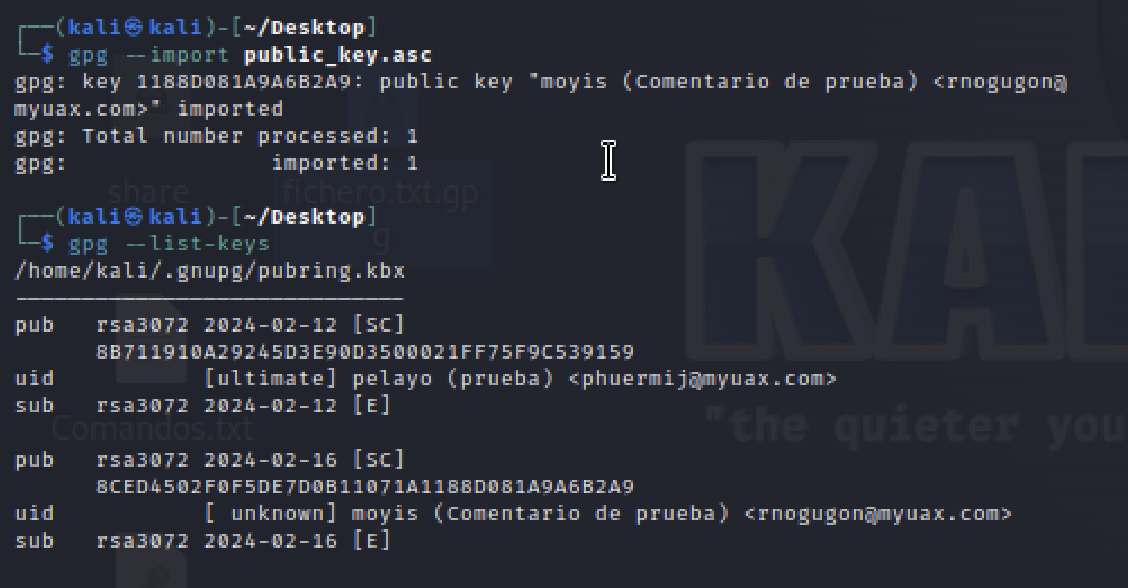 ┌──(kali㉿kali)-[~/Desktop]
└─$ gpg --import public_key.asc
gpg: key 1188D081A9A6B2A9: public key "moyis (Comentario de prueba) <rnogugon@
myuax.com>" imported
gpg: Total number processed: 1
gpg:               imported: 1
share
fichero.txt.gp
g
┌──(kali㉿kali)-[~/Desktop]
└─$ gpg --list-keys
/home/kali/.gnupg/pubring.kbx
-----------------------------
pub   rsa3072 2024-02-12 [SC]
      8B711910A29245D3E90D3500021FF75F9C539159
uid           [ultimate] pelayo (prueba) <phuermij@myuax.com>
sub   rsa3072 2024-02-12 [E]
Comandos.txt
"the quieter you
pub   rsa3072 2024-02-16 [SC]
      8CED4502F0F5DE7D0B11071A1188D081A9A6B2A9
uid           [ unknown] moyis (Comentario de prueba) <rnogugon@myuax.com>
sub   rsa3072 2024-02-16 [E]